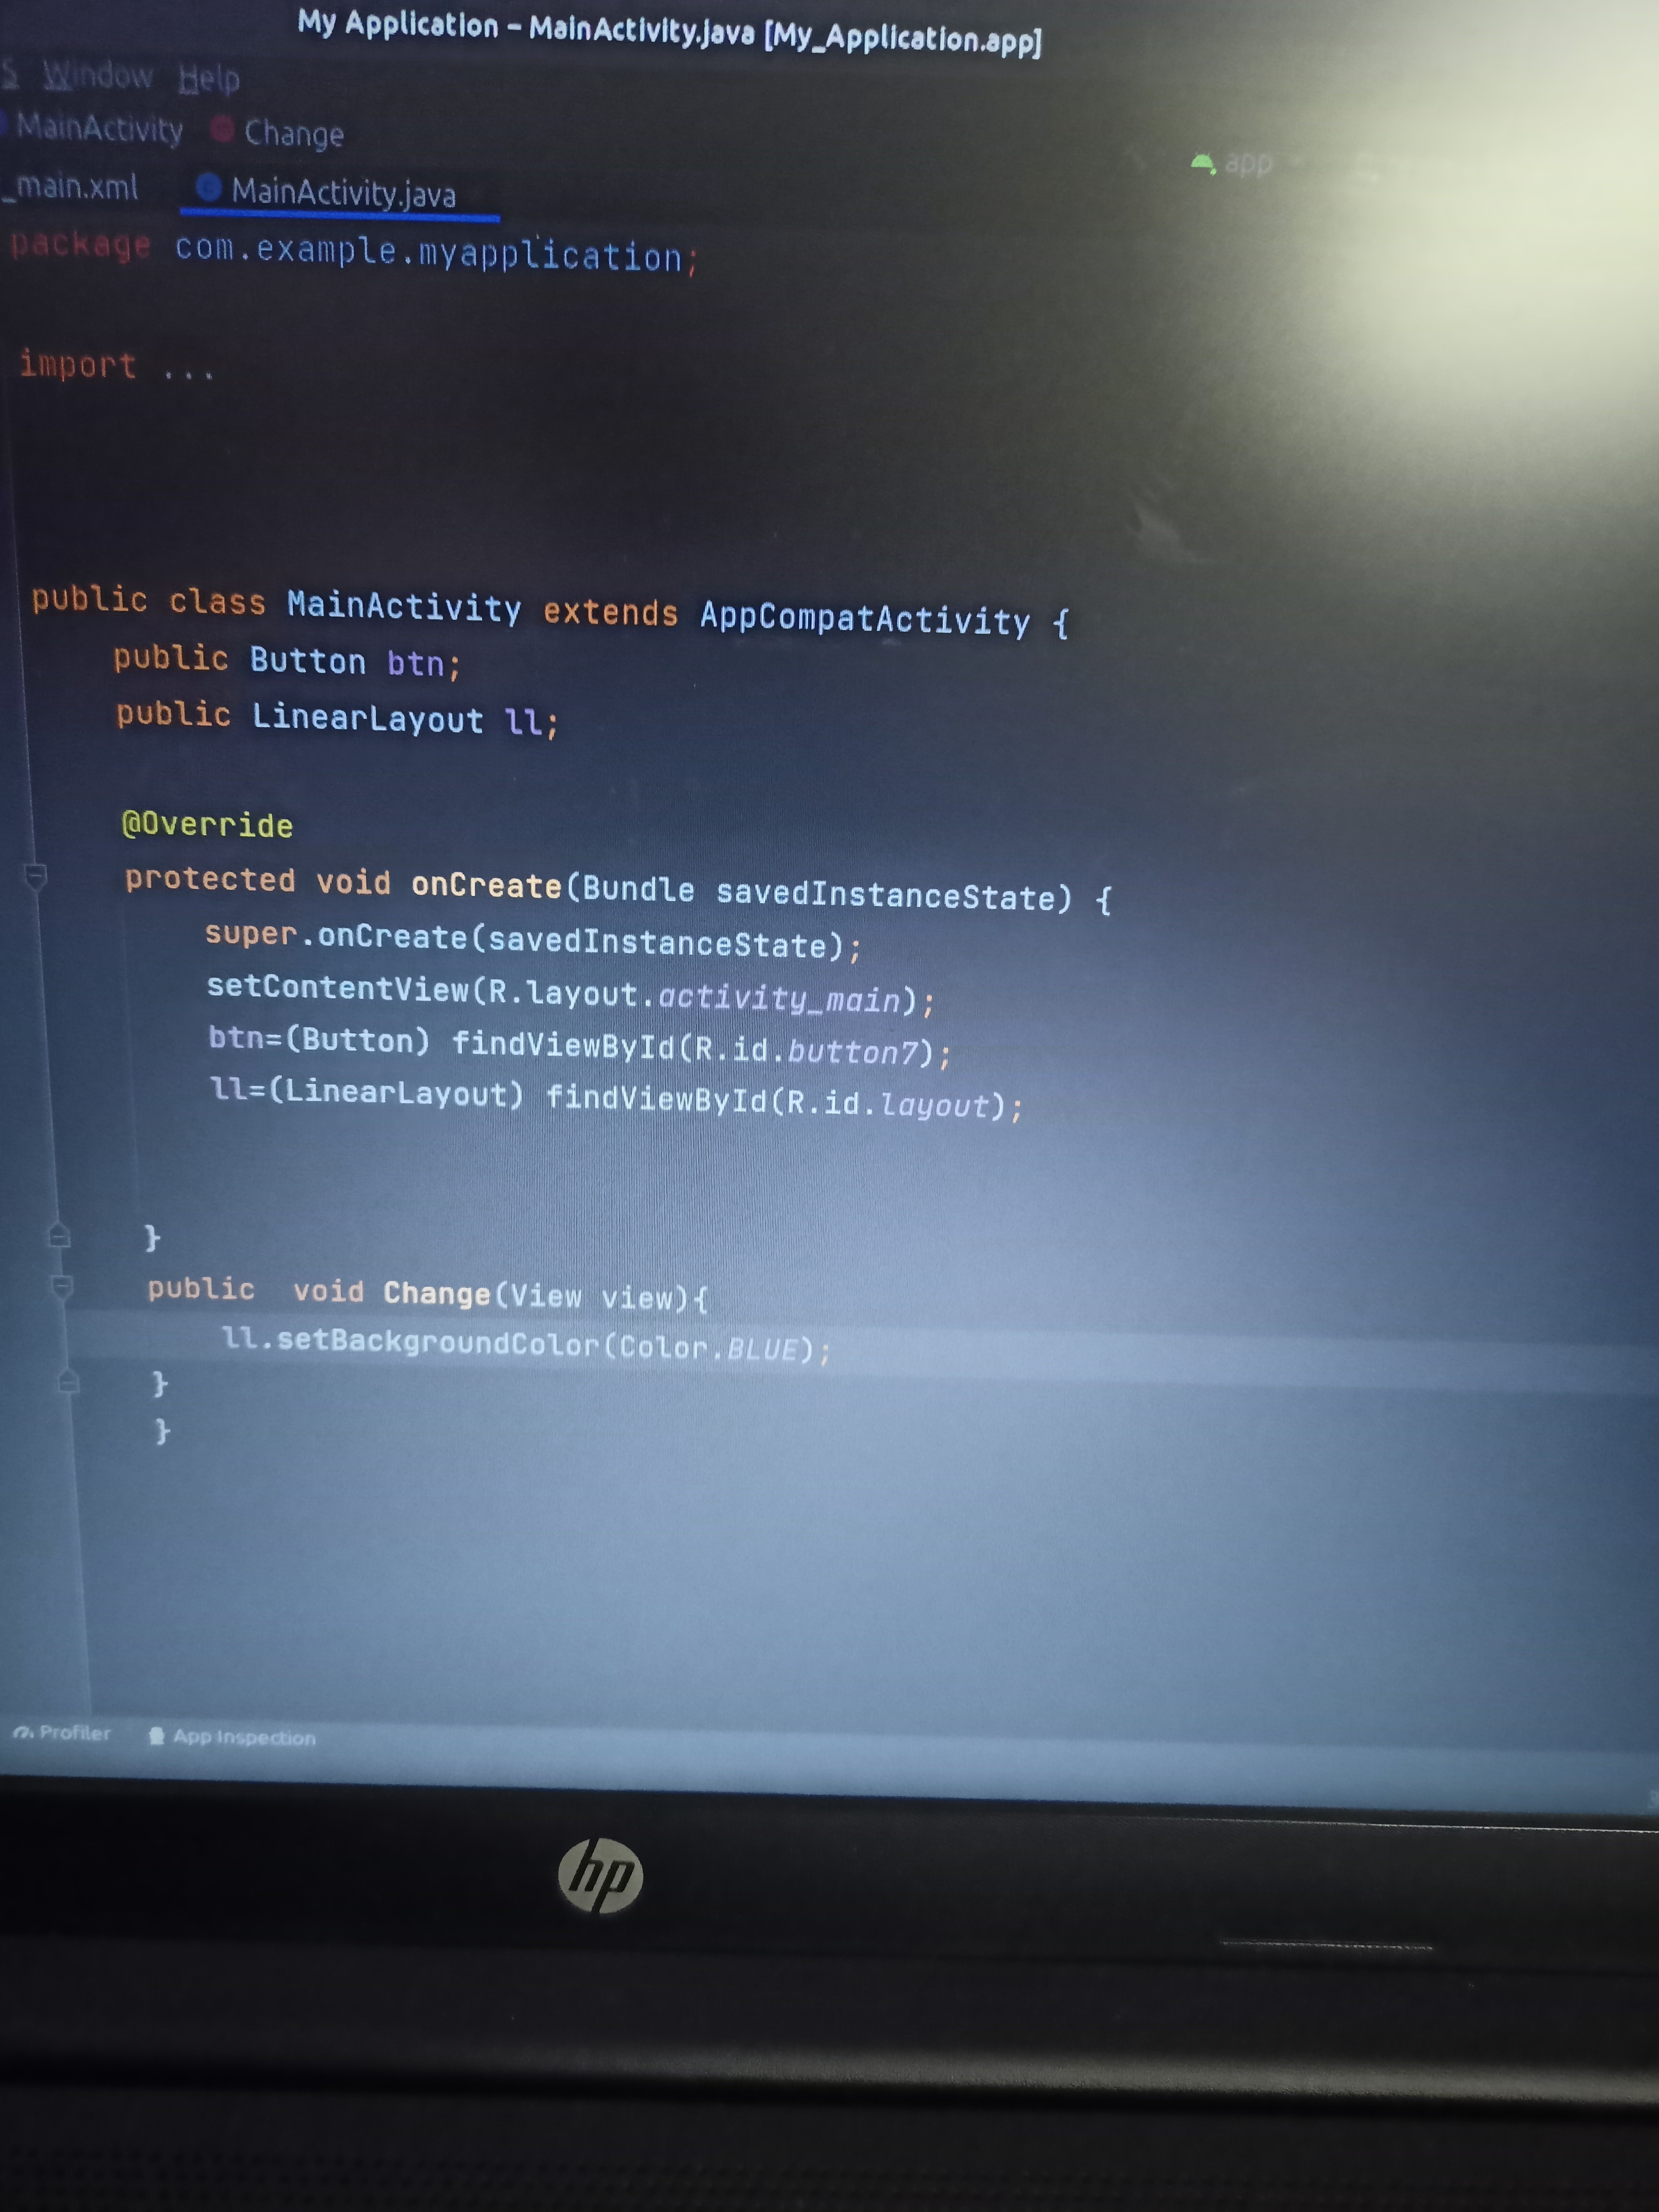 My Application – MainActivity.java [My_Application.app]
S Window Help
MainActivity Change
app
_main.xml MainActivity.java
package com.example.myapplication;
import ...
public class MainActivity extends AppCompatActivity {
public Button btn;
public LinearLayout ll;
@Override
protected void onCreate(Bundle savedInstanceState) {
super.onCreate(savedInstanceState);
setContentView(R.layout.activity_main);
btn=(Button) findViewById(R.id.button7);
ll=(LinearLayout) findViewById(R.id.layout);
}
public  void Change(View view){
ll.setBackgroundColor(Color.BLUE);
}
}
Profiler App Inspection
hp